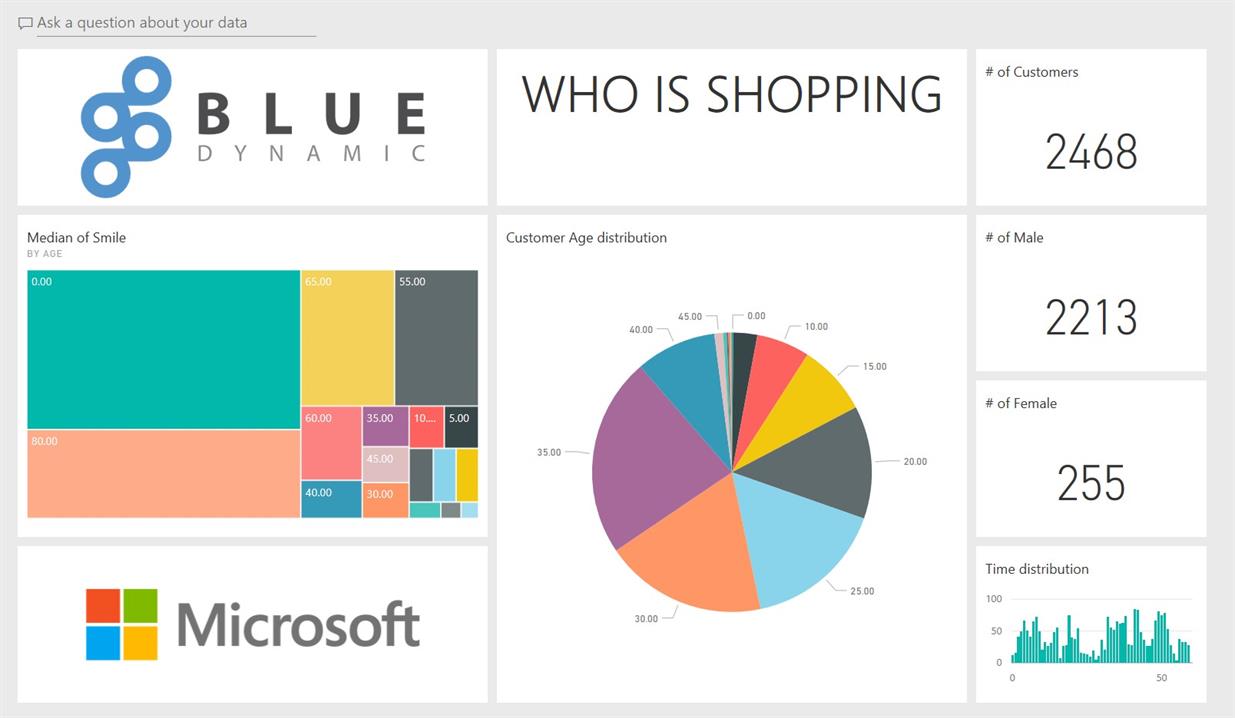 Ask a question about your data
BLUE
DYNAMIC
WHO IS SHOPPING
# of Customers
2468
Median of Smile
BY AGE
0.00
65.00
55.00
60.00
35.00
10....
5.00
80.00
45.00
40.00
30.00
Customer Age distribution
45.00
0.00
40.00
10.00
15.00
35.00
20.00
25.00
30.00
# of Male
2213
# of Female
255
Microsoft
Time distribution
100
50
0
0
50